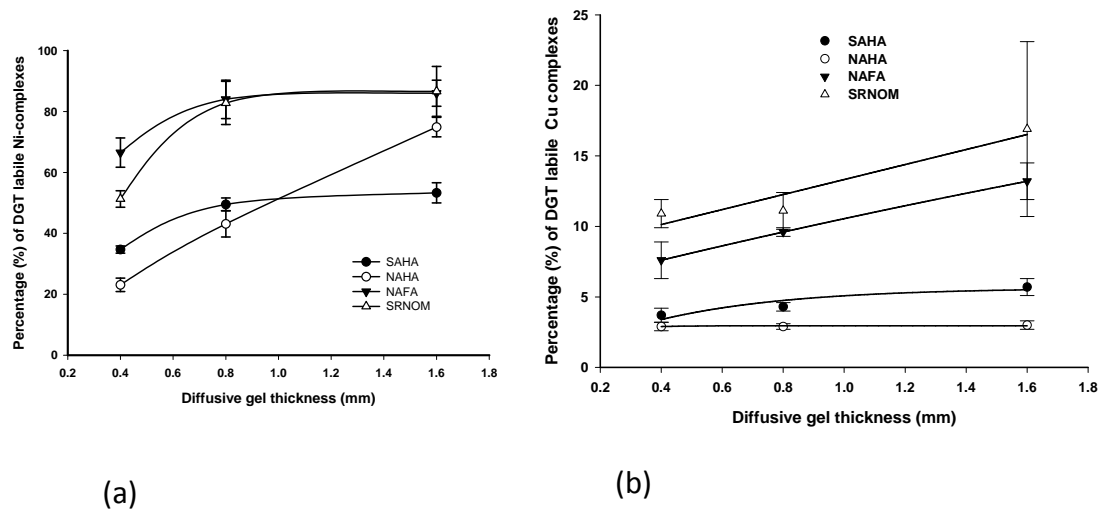 Percentage (%) of DGT labile Ni-complexes
100
80
60
40
20
0
SAHA
NAHA
NAFA
SRNOM
0.2 0.4 0.6 0.8 1.0 1.2 1.4 1.6 1.8
Diffusive gel thickness (mm)
(a)
Percentage (%) of DGT labile Cu complexes
25
20
15
10
5
0
SAHA
NAHA
NAFA
SRNOM
0.2 0.4 0.6 0.8 1.0 1.2 1.4 1.6 1.8
Diffusive gel thickness (mm)
(b)